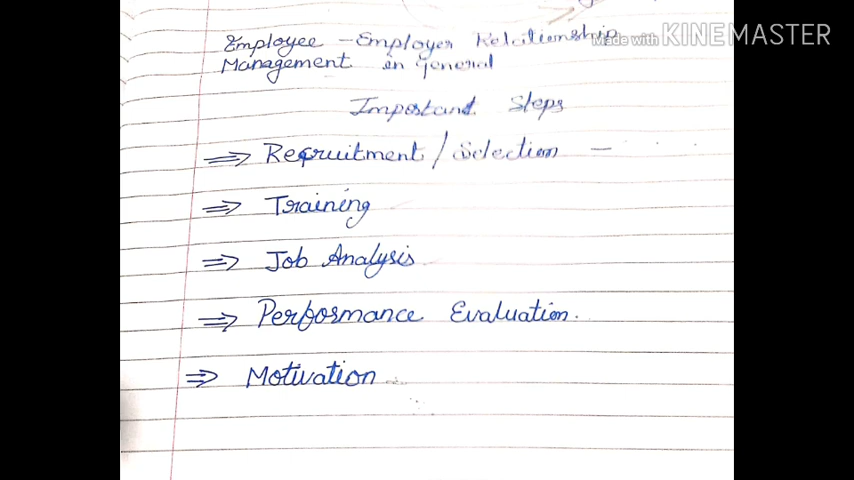 Employee - Employer Relationship
Made with KINEMASTER
Management in General
Important Steps
⇒ Recruitment / Selection -
⇒ Training
⇒ Job Analysis
⇒ Performance Evaluation.
⇒ Motivation